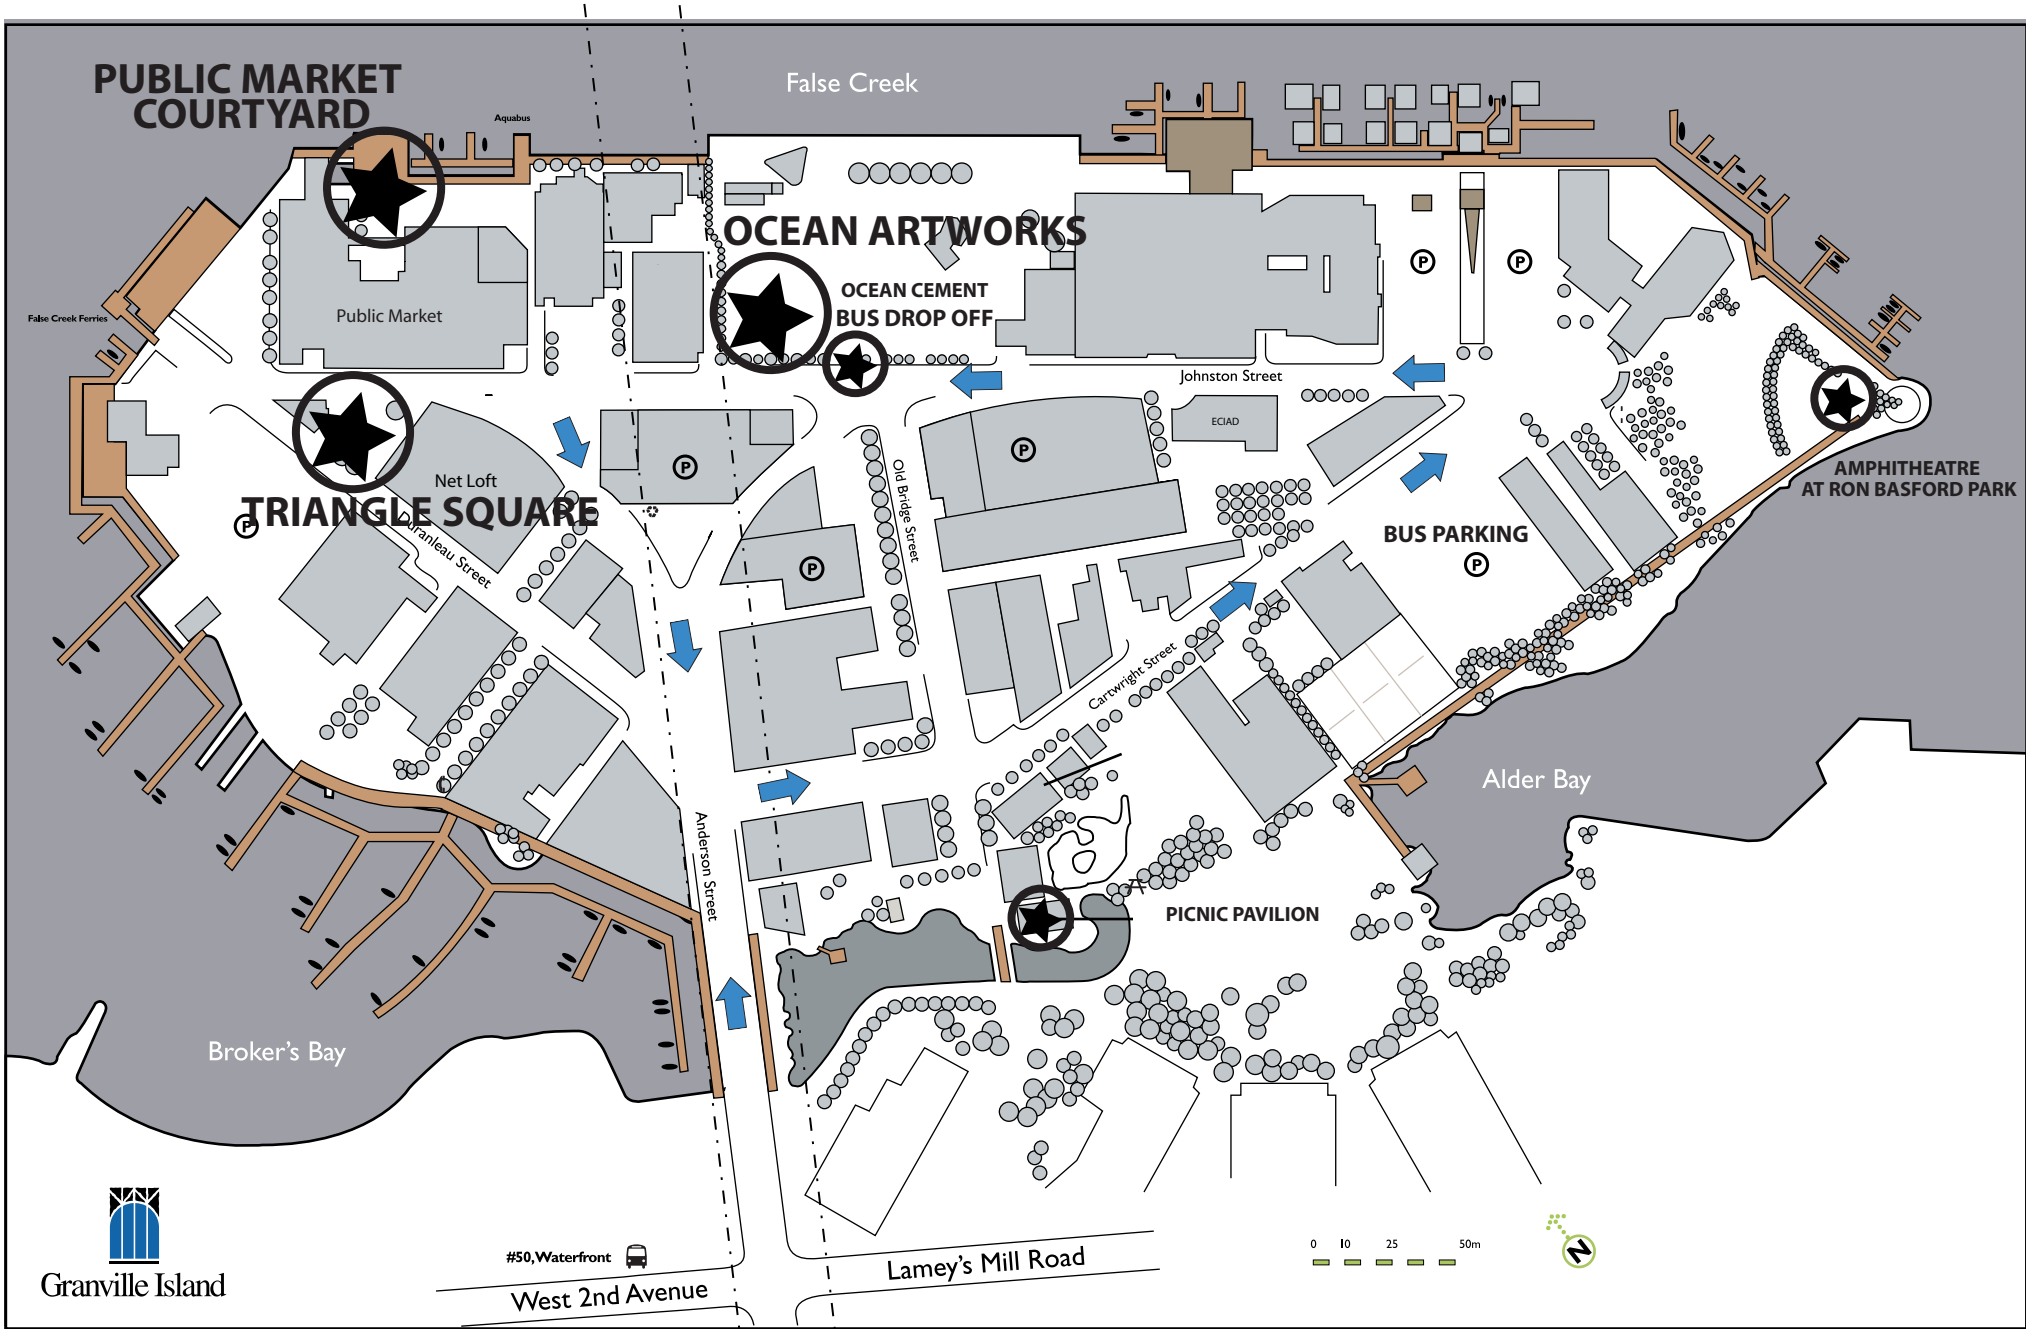 False Creek
PUBLIC MARKET
COURTYARD
Aquabus
OCEAN ARTWORKS
OCEAN CEMENT
BUS DROP OFF
P
P
False Creek Ferries
Public Market
Johnston Street
ECIAD
P
P
Old Bridge Street
Net Loft
TRIANGLE SQUARE
P
Duranleau Street
AMPHITHEATRE
AT RON BASFORD PARK
BUS PARKING
P
P
Cartwright Street
Alder Bay
Anderson Street
PICNIC PAVILION
Broker's Bay
Granville Island
#50, Waterfront
West 2nd Avenue
Lamey's Mill Road
0 10 25 50m
N